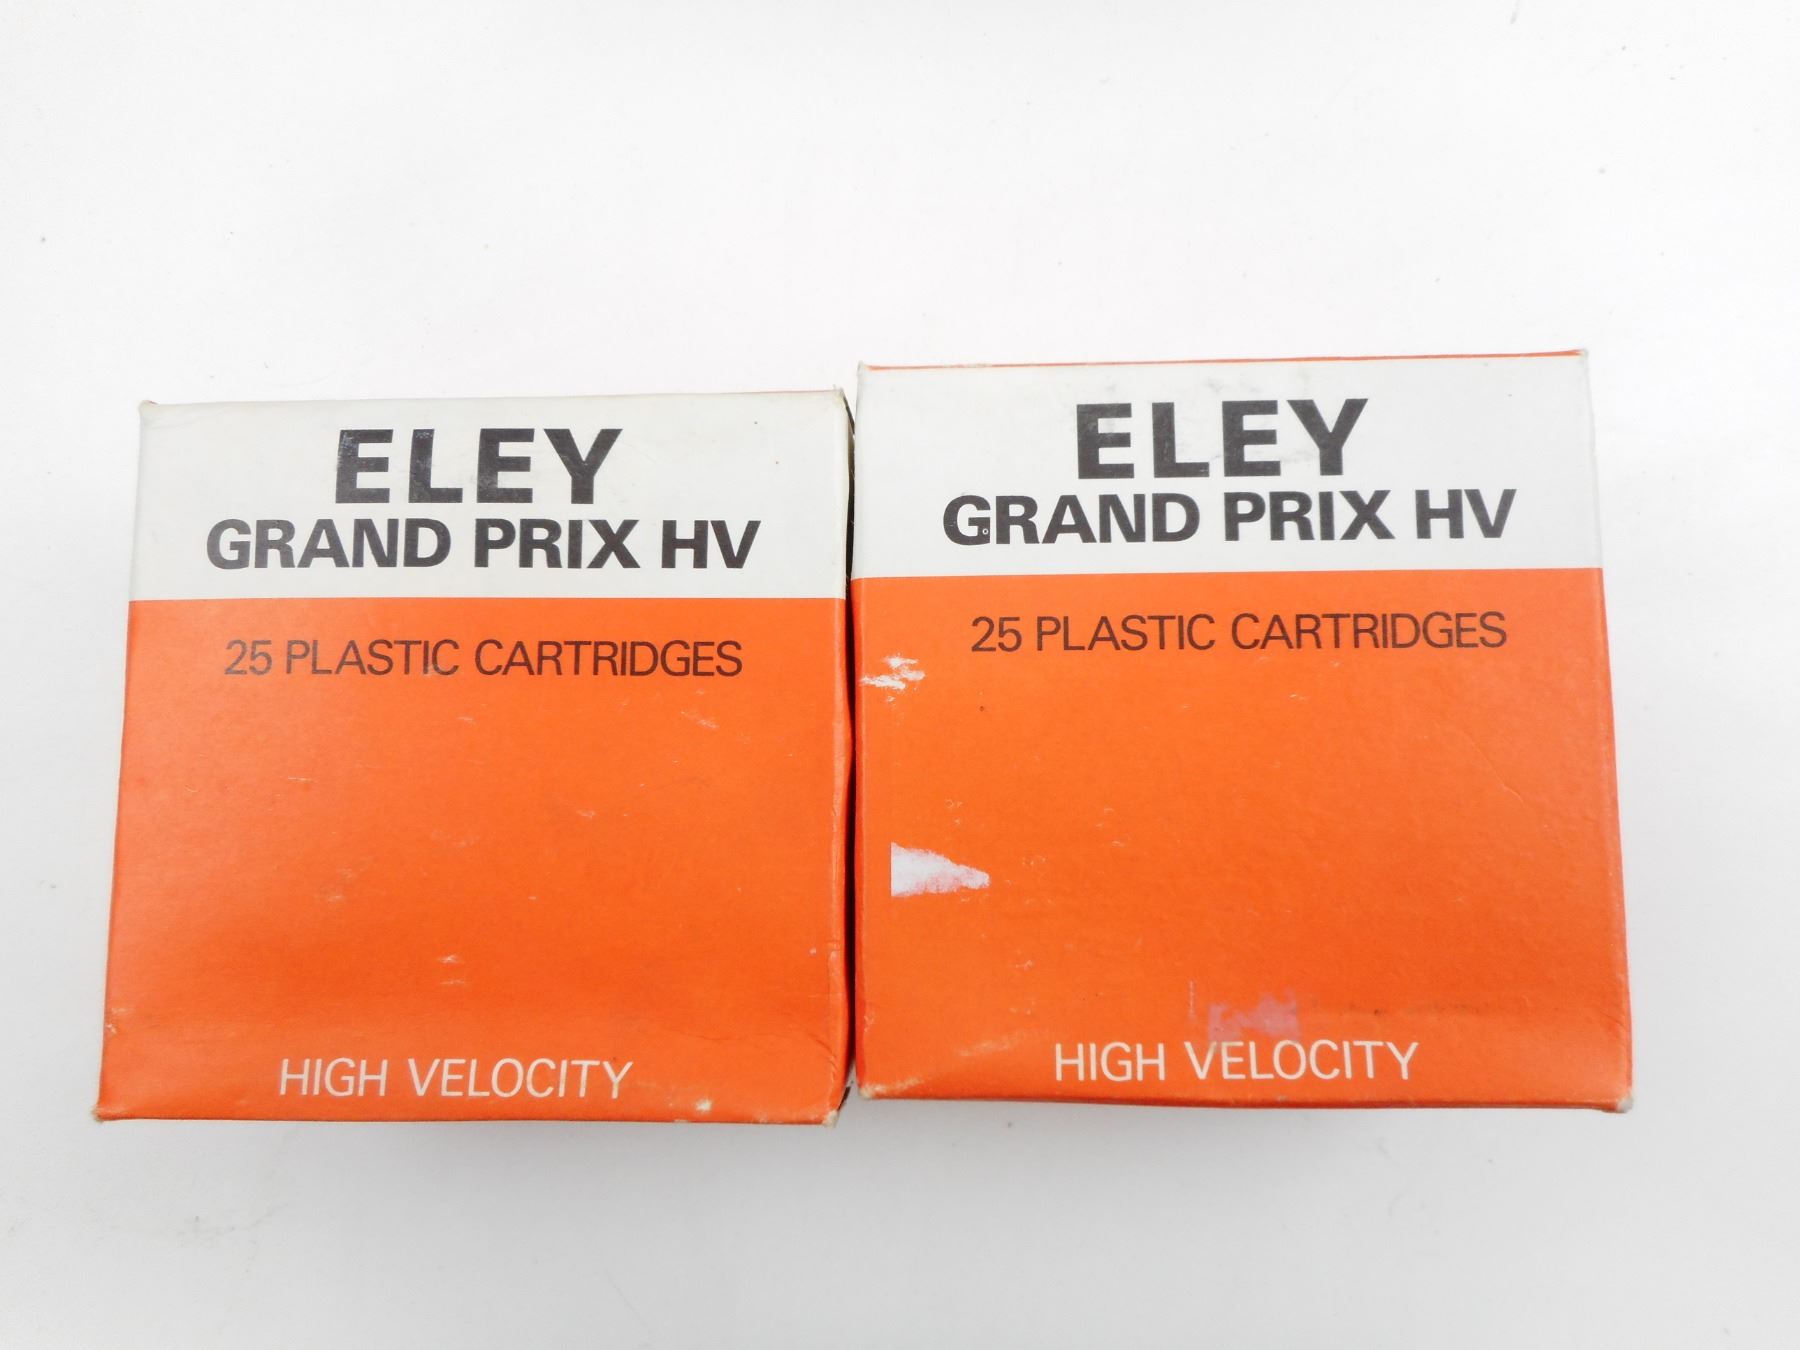 ELEY
GRAND PRIX HV
25 PLASTIC CARTRIDGES
HIGH VELOCITY
ELEY
GRAND PRIX HV
25 PLASTIC CARTRIDGES
HIGH VELOCITY